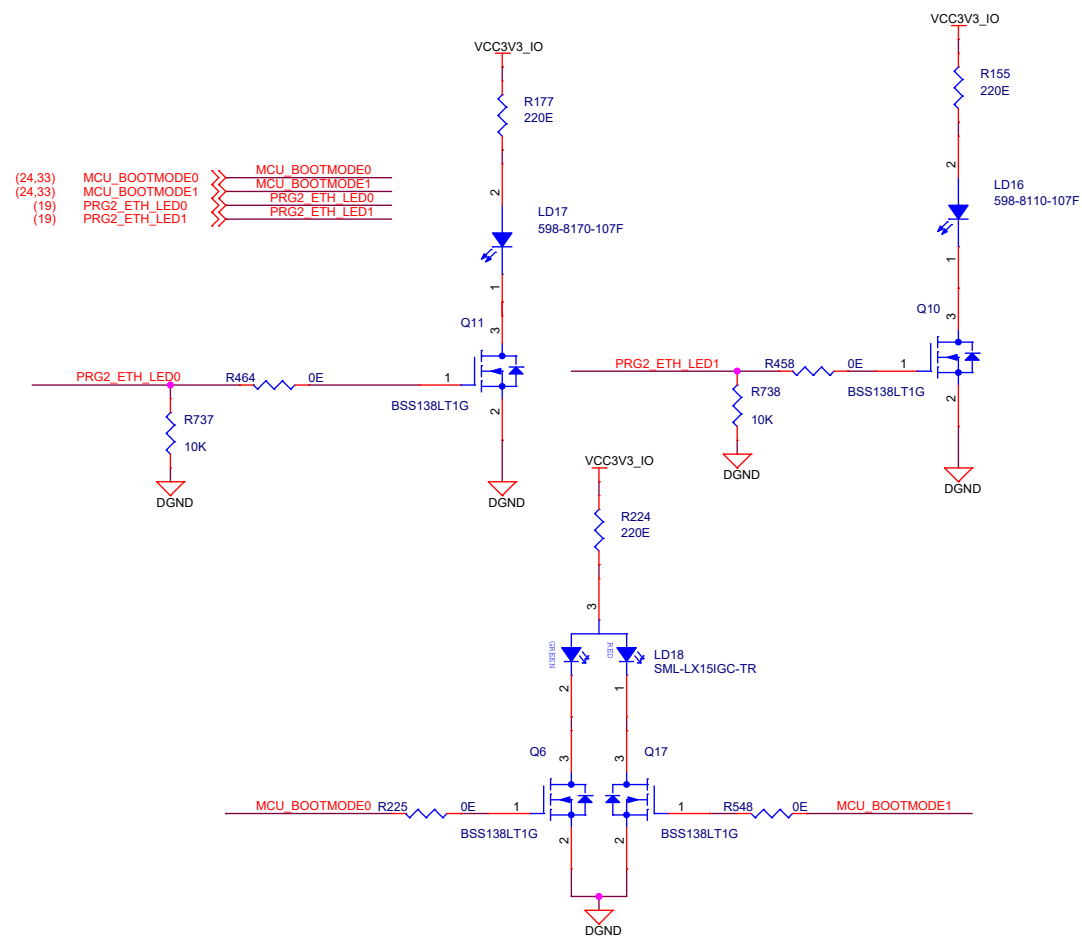 VCC3V3_IO
R155
220E
2
LD16
598-8110-107F
1
Q10
3
VCC3V3_IO
R177
220E
2
LD17
598-8170-107F
1
Q11
3
(24,33) MCU_BOOTMODE0 MCU_BOOTMODE0
(24,33) MCU_BOOTMODE1 MCU_BOOTMODE1
(19) PRG2_ETH_LED0 PRG2_ETH_LED0
(19) PRG2_ETH_LED1 PRG2_ETH_LED1
PRG2_ETH_LED0 R464 0E 1
BSS138LT1G
2
R737
10K
DGND
DGND
PRG2_ETH_LED1 R458 0E 1
BSS138LT1G
2
R738
10K
DGND
DGND
VCC3V3_IO
R224
220E
3
GREEN RED
LD18
SML-LX15IGC-TR
2 1
Q6 3 3 Q17
MCU_BOOTMODE0 R225 0E 1 1 R548 0E MCU_BOOTMODE1
BSS138LT1G BSS138LT1G
2 2
DGND